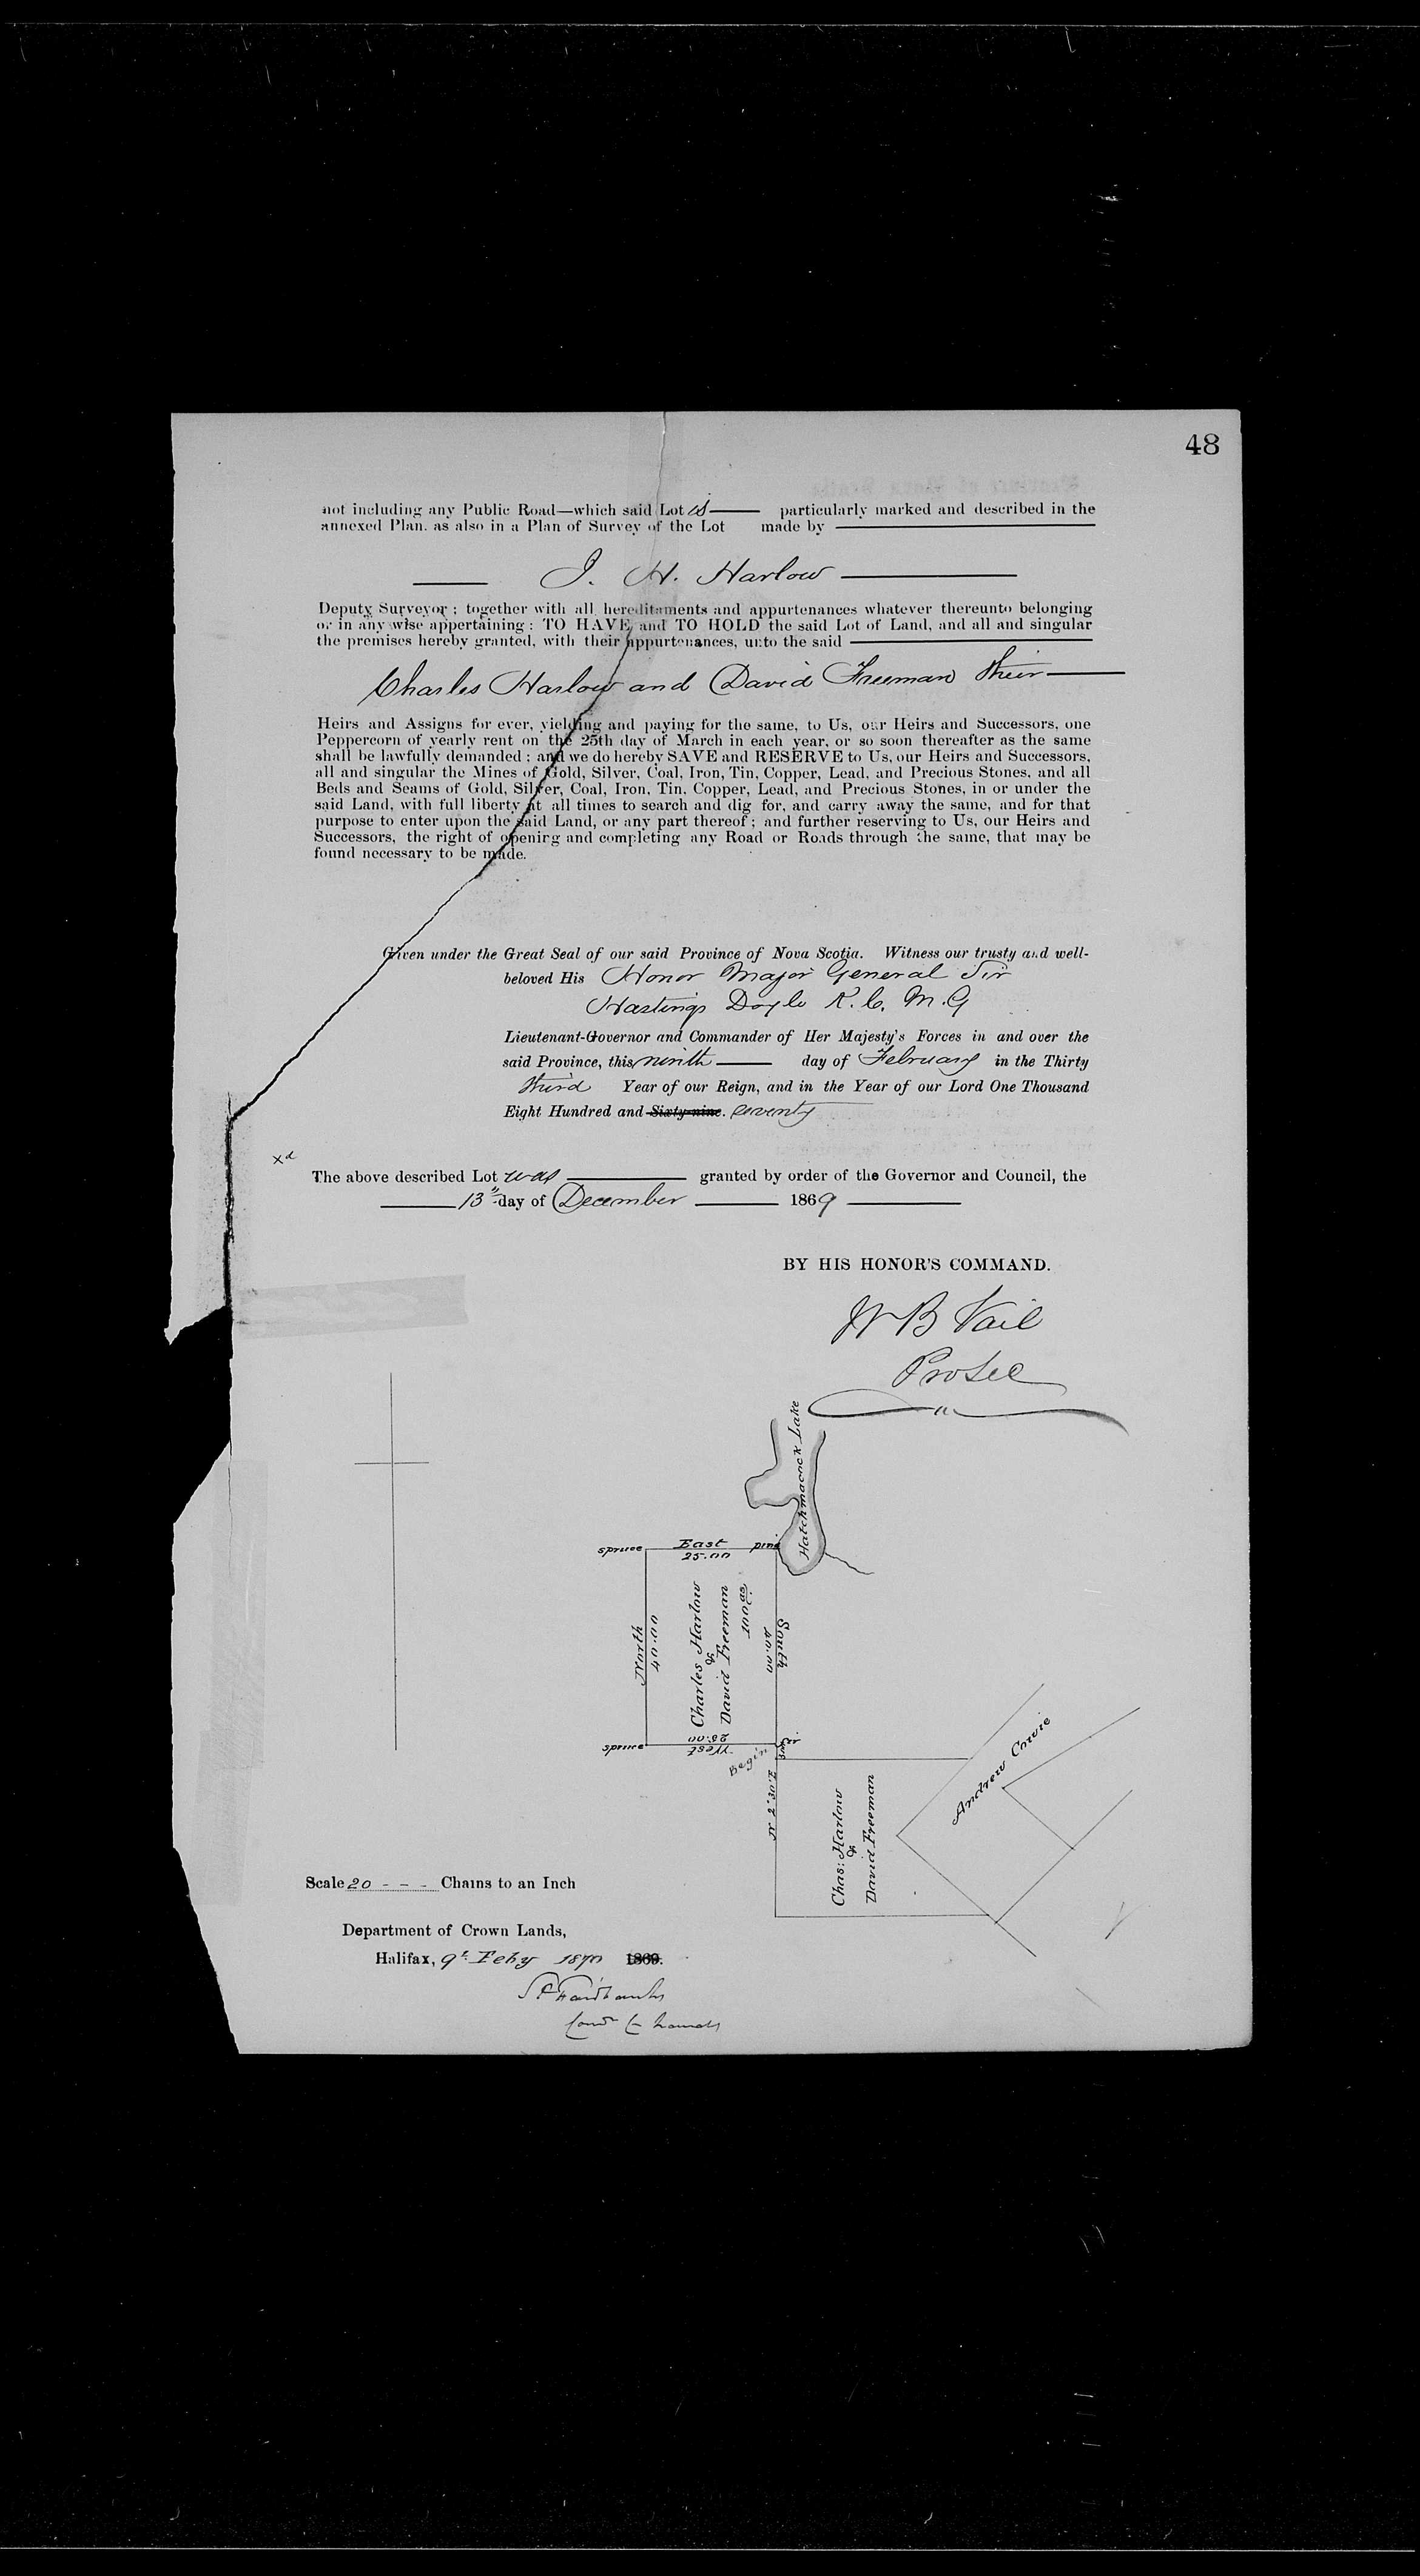 48
not including any Public Road—which said Lot is particularly marked and described in the
annexed Plan. as also in a Plan of Survey of the Lot made by
J. H. Harlow
Deputy Surveyor; together with all hereditaments and appurtenances whatever thereunto belonging
or in any wise appertaining: TO HAVE and TO HOLD the said Lot of Land, and all and singular
the premises hereby granted, with their appurtenances, unto the said
Charles Harlow and David Freeman their
Heirs and Assigns for ever, yielding and paying for the same, to Us, our Heirs and Successors, one
Peppercorn of yearly rent on the 25th day of March in each year, or so soon thereafter as the same
shall be lawfully demanded; and we do hereby SAVE and RESERVE to Us, our Heirs and Successors,
all and singular the Mines of Gold, Silver, Coal, Iron, Tin, Copper, Lead, and Precious Stones, and all
Beds and Seams of Gold, Silver, Coal, Iron, Tin, Copper, Lead, and Precious Stones, in or under the
said Land, with full liberty at all times to search and dig for, and carry away the same, and for that
purpose to enter upon the said Land, or any part thereof; and further reserving to Us, our Heirs and
Successors, the right of opening and completing any Road or Roads through the same, that may be
found necessary to be made.
Given under the Great Seal of our said Province of Nova Scotia. Witness our trusty and well-
beloved His Honor Major General Sir
Hastings Doyle K. C. M. G
Lieutenant-Governor and Commander of Her Majesty's Forces in and over the
said Province, this ninth day of February in the Thirty
third Year of our Reign, and in the Year of our Lord One Thousand
Eight Hundred and Sixty-nine. seventy
xd
The above described Lot was granted by order of the Governor and Council, the
13th day of December 1869
BY HIS HONOR'S COMMAND.
W B Vail
Pro Sec
Hatchmacock Lake
spruce East pine
25.00
North
40.00
Charles Harlow
&
David Freeman
100 as
South
40.00
25.00
West
spruce
Begin
N 2° 30' E
Chas: Harlow
&
David Freeman
Andrew Cowie
Scale 20 - - - Chains to an Inch
Department of Crown Lands,
Halifax, 9th Feby 1870 1869.
S P Fairbanks
Comr Cr Lands